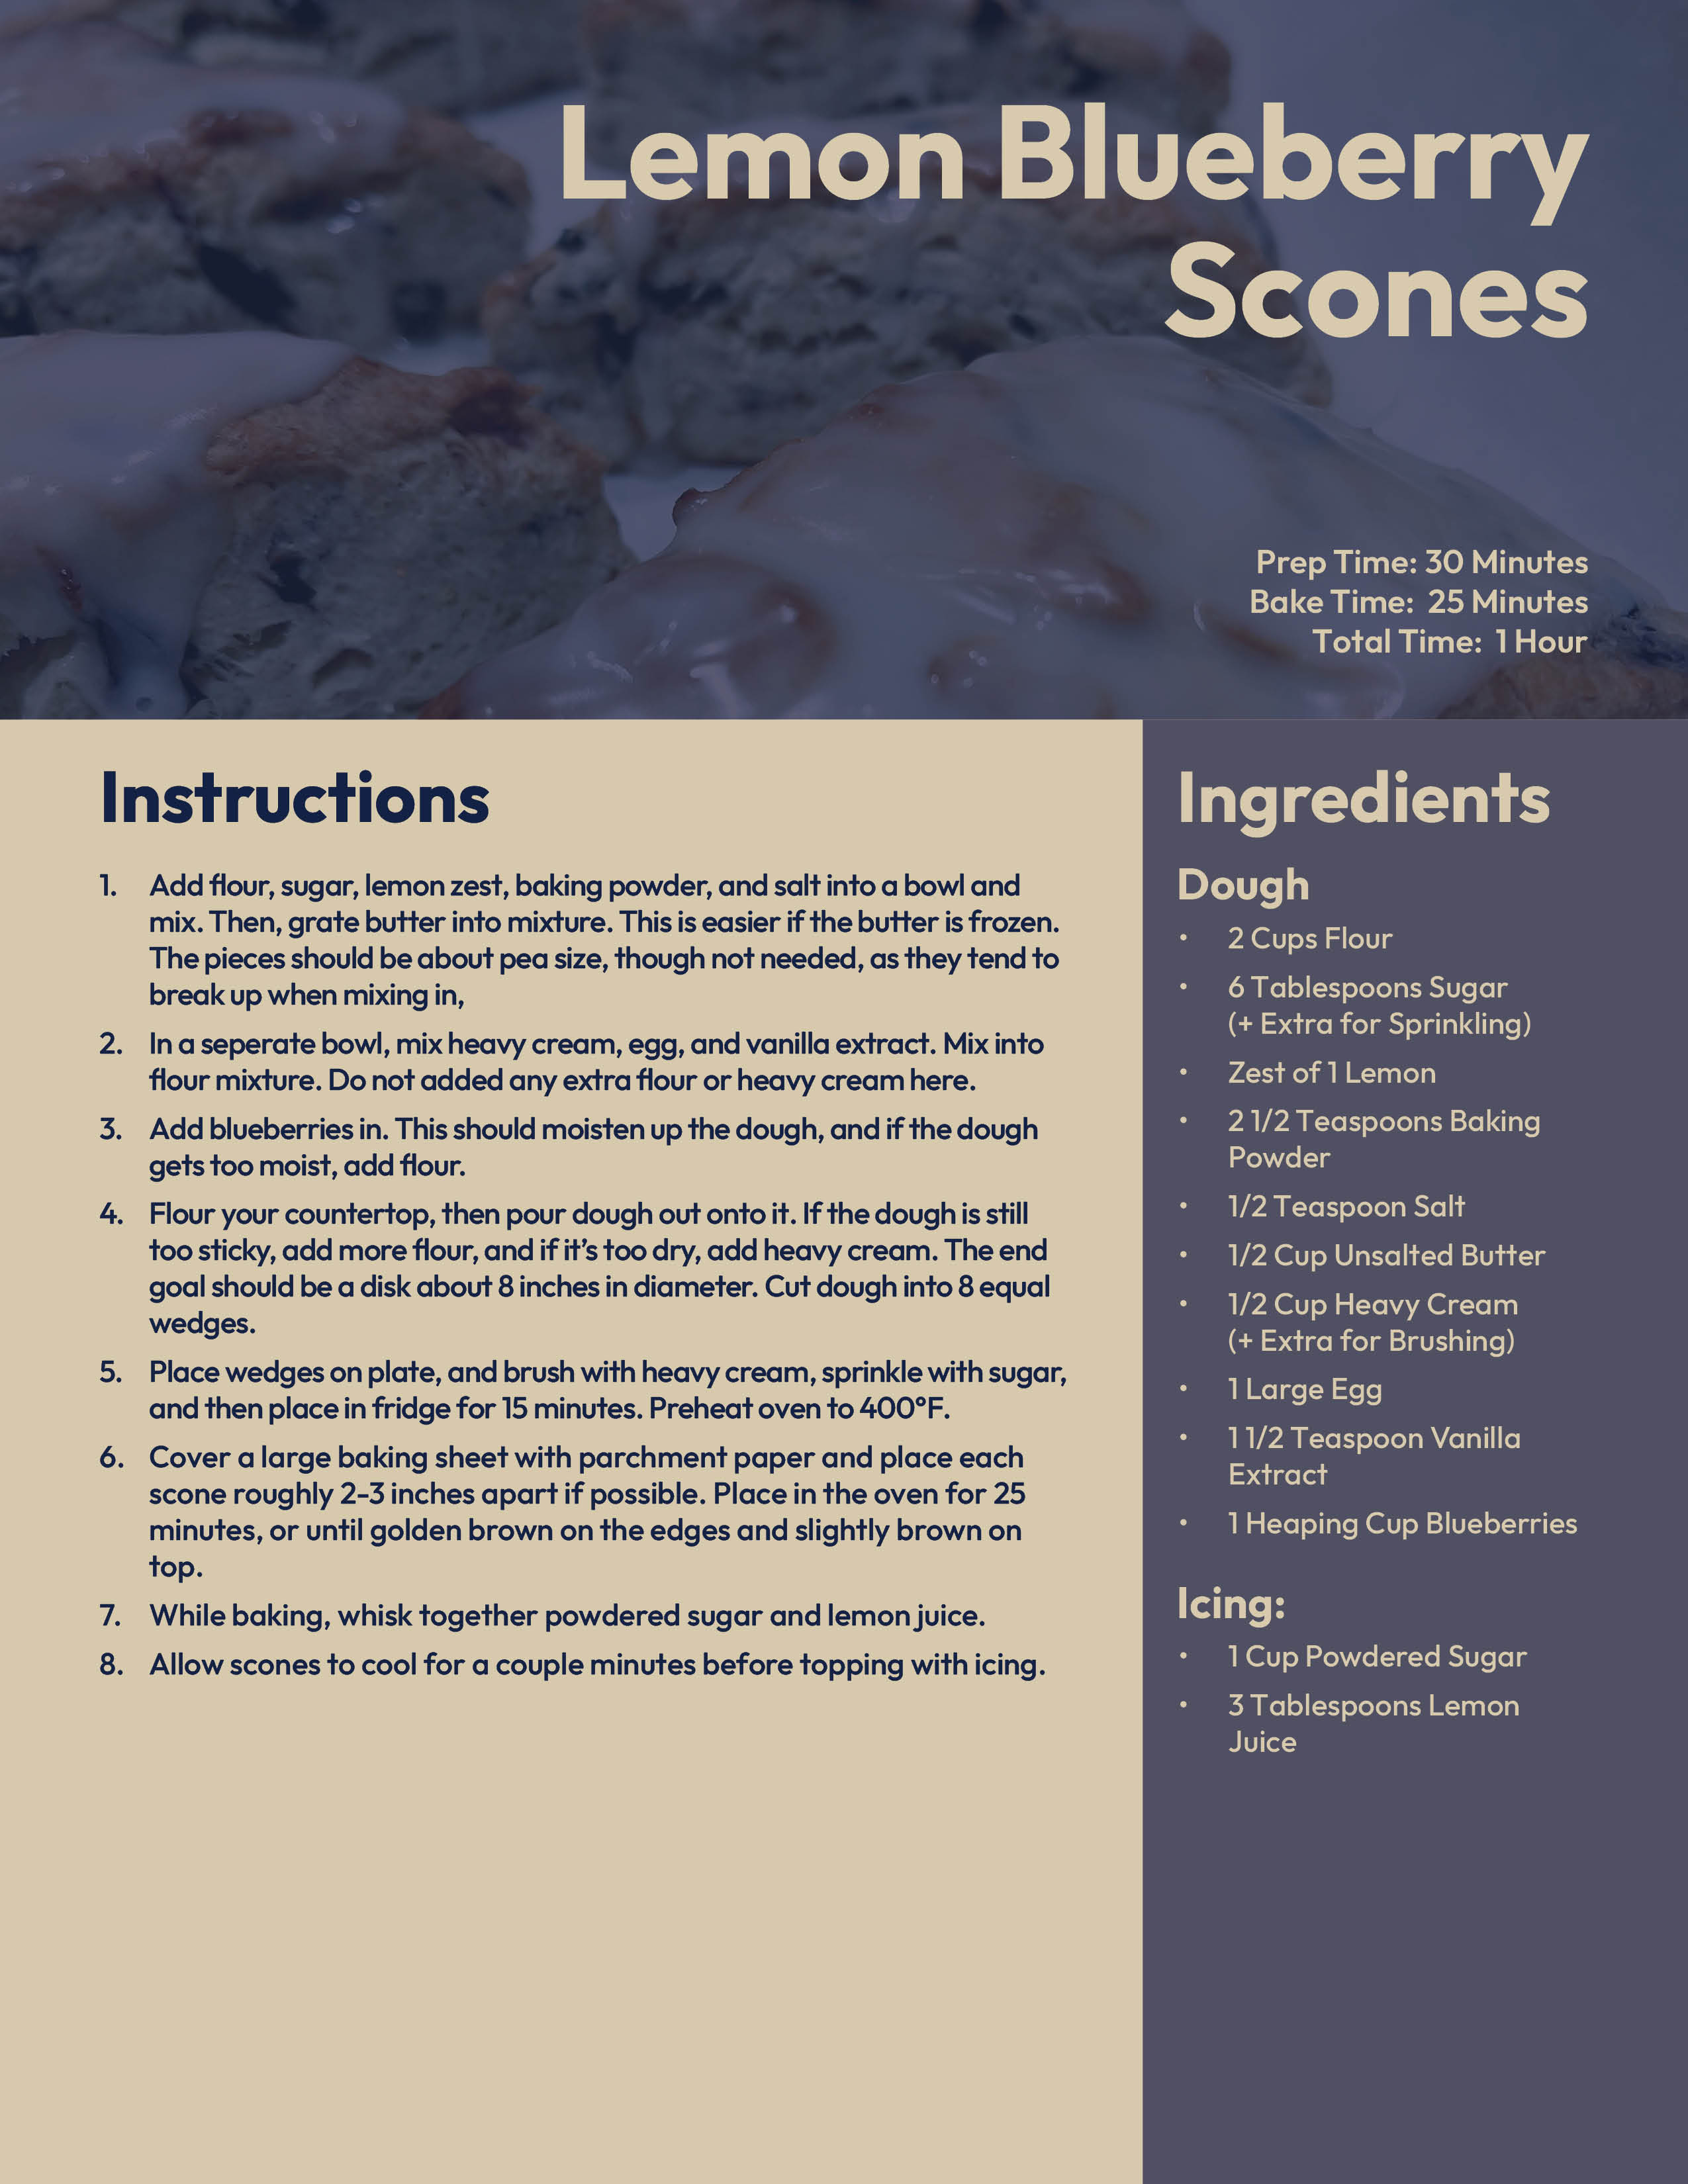 Lemon Blueberry
Scones
Prep Time: 30 Minutes
Bake Time:  25 Minutes
Total Time:  1 Hour
Instructions
1. Add flour, sugar, lemon zest, baking powder, and salt into a bowl and
mix. Then, grate butter into mixture. This is easier if the butter is frozen.
The pieces should be about pea size, though not needed, as they tend to
break up when mixing in,
2. In a seperate bowl, mix heavy cream, egg, and vanilla extract. Mix into
flour mixture. Do not added any extra flour or heavy cream here.
3. Add blueberries in. This should moisten up the dough, and if the dough
gets too moist, add flour.
4. Flour your countertop, then pour dough out onto it. If the dough is still
too sticky, add more flour, and if it's too dry, add heavy cream. The end
goal should be a disk about 8 inches in diameter. Cut dough into 8 equal
wedges.
5. Place wedges on plate, and brush with heavy cream, sprinkle with sugar,
and then place in fridge for 15 minutes. Preheat oven to 400°F.
6. Cover a large baking sheet with parchment paper and place each
scone roughly 2-3 inches apart if possible. Place in the oven for 25
minutes, or until golden brown on the edges and slightly brown on
top.
7. While baking, whisk together powdered sugar and lemon juice.
8. Allow scones to cool for a couple minutes before topping with icing.
Ingredients
Dough
• 2 Cups Flour
• 6 Tablespoons Sugar
(+ Extra for Sprinkling)
• Zest of 1 Lemon
• 2 1/2 Teaspoons Baking
Powder
• 1/2 Teaspoon Salt
• 1/2 Cup Unsalted Butter
• 1/2 Cup Heavy Cream
(+ Extra for Brushing)
• 1 Large Egg
• 1 1/2 Teaspoon Vanilla
Extract
• 1 Heaping Cup Blueberries
Icing:
• 1 Cup Powdered Sugar
• 3 Tablespoons Lemon
Juice